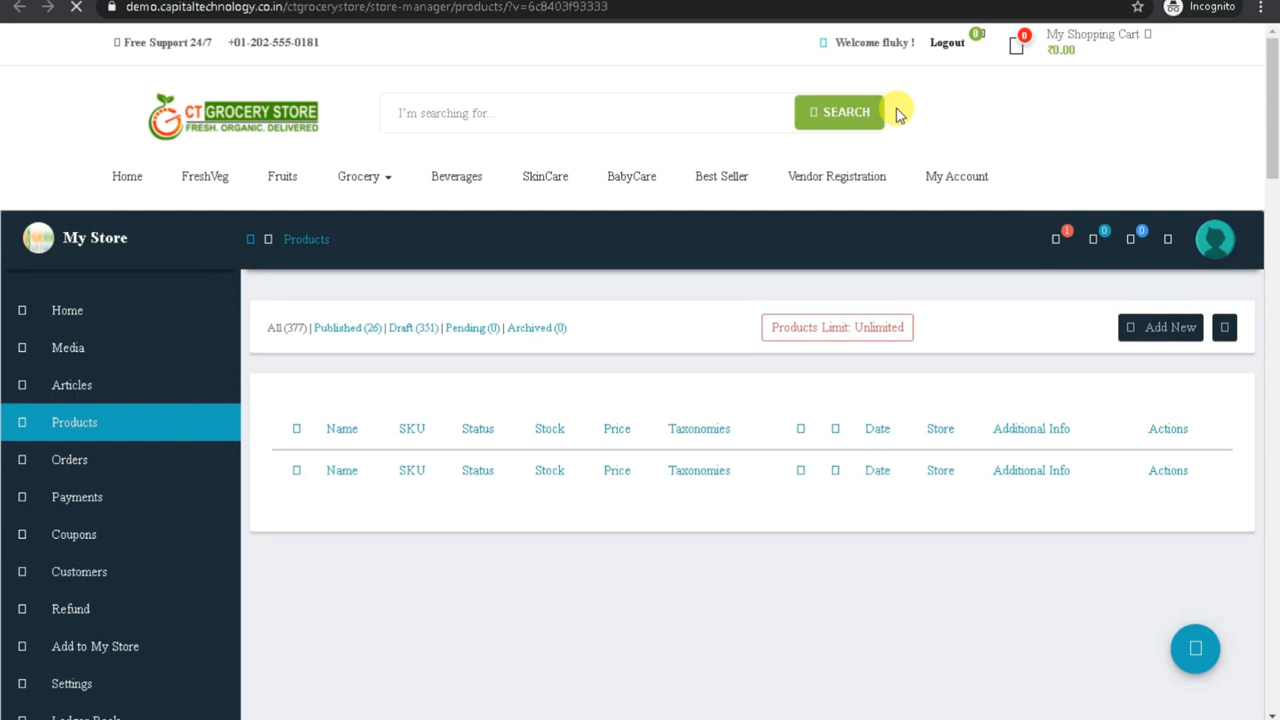 demo.capitaltechnology.co.in/ctgrocerystore/store-manager/products/?v=6c8403f93333
Incognito
Free Support 24/7 +01-202-555-0181
Welcome fluky ! Logout 0
0
My Shopping Cart
₹0.00
CT GROCERY STORE
FRESH. ORGANIC. DELIVERED
I'm searching for...
SEARCH
Home FreshVeg Fruits Grocery Beverages SkinCare BabyCare Best Seller Vendor Registration My Account
My Store
Products
1 0 0
Home
Media
Articles
Products
Orders
Payments
Coupons
Customers
Refund
Add to My Store
Settings
All (377) | Published (26) | Draft (351) | Pending (0) | Archived (0)
Products Limit: Unlimited
Add New
Name SKU Status Stock Price Taxonomies Date Store Additional Info Actions
Name SKU Status Stock Price Taxonomies Date Store Additional Info Actions